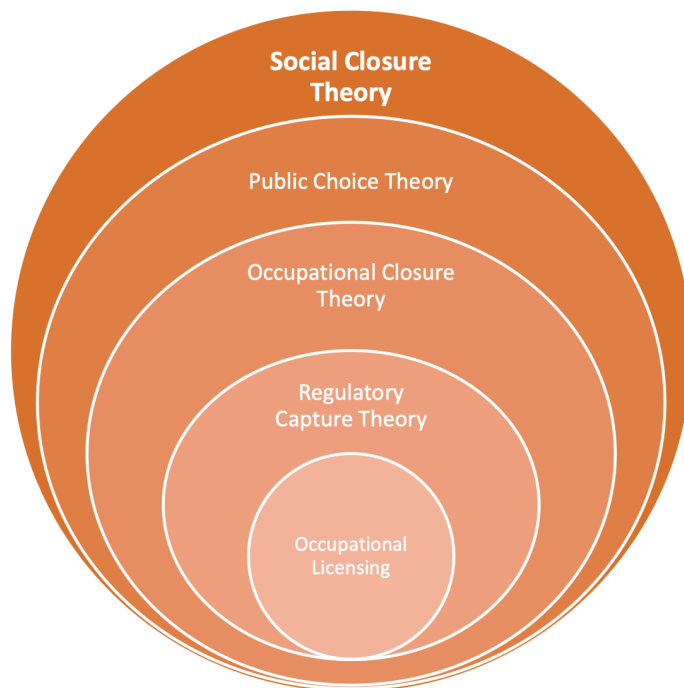 Social Closure
Theory
Public Choice Theory
Occupational Closure
Theory
Regulatory
Capture Theory
Occupational
Licensing